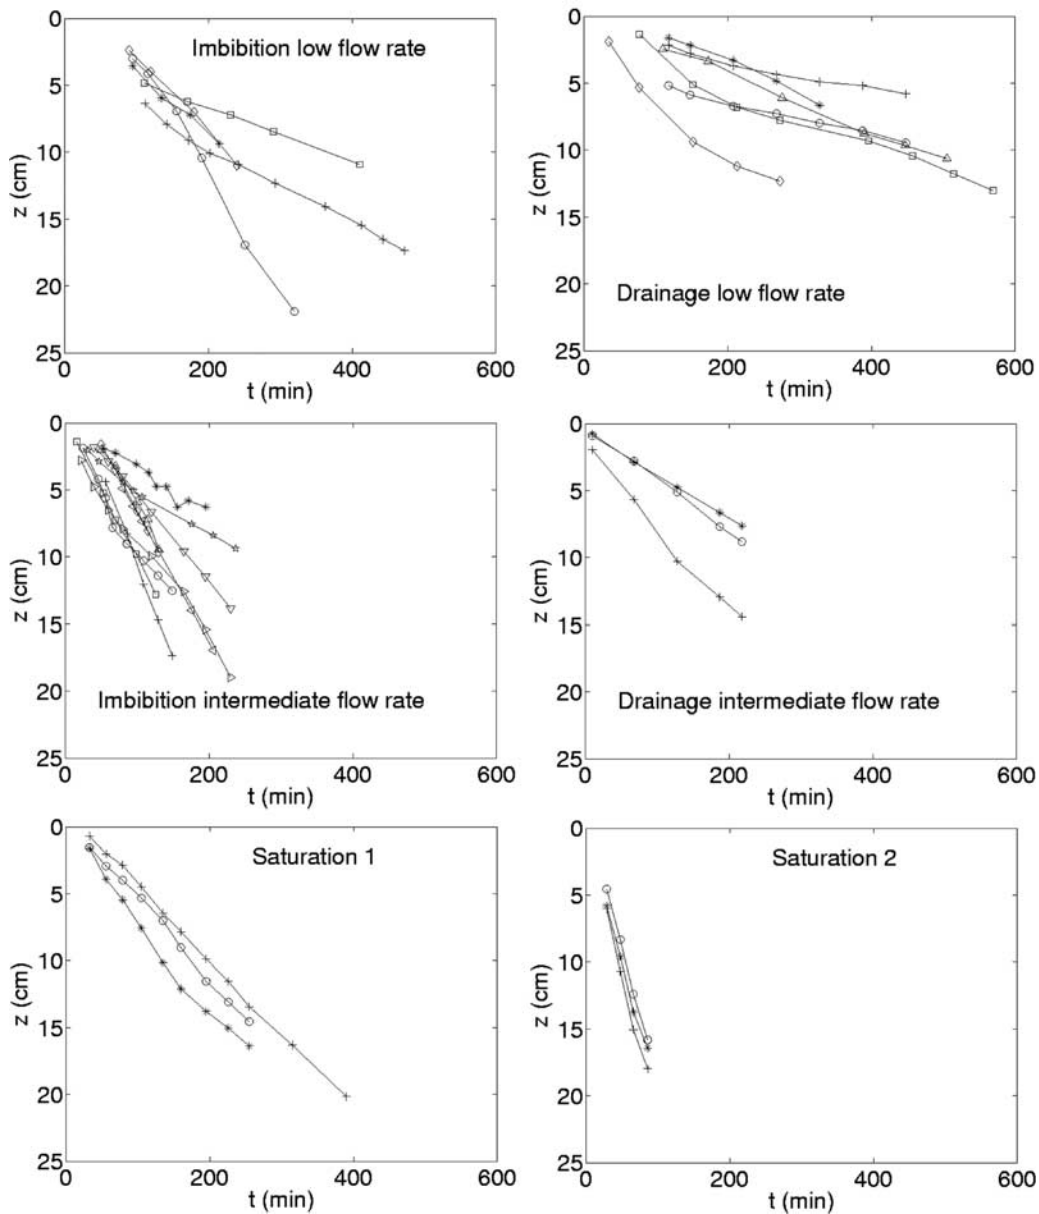 Imbibition low flow rate
0
5
10
15
20
25
z (cm)
0 200 400 600
t (min)
Drainage low flow rate
0
5
10
15
20
25
z (cm)
0 200 400 600
t (min)
Imbibition intermediate flow rate
0
5
10
15
20
25
z (cm)
0 200 400 600
t (min)
Drainage intermediate flow rate
0
5
10
15
20
25
z (cm)
0 200 400 600
t (min)
Saturation 1
0
5
10
15
20
25
z (cm)
0 200 400 600
t (min)
Saturation 2
0
5
10
15
20
25
z (cm)
0 200 400 600
t (min)